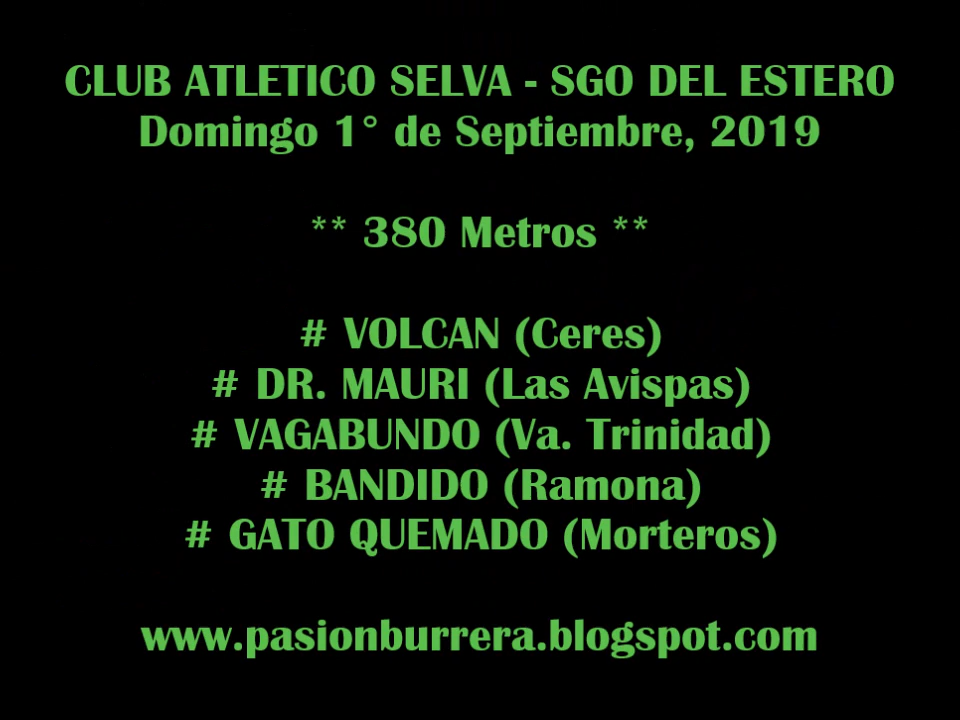 CLUB ATLETICO SELVA - SGO DEL ESTERO
Domingo 1° de Septiembre, 2019
** 380 Metros **
# VOLCAN (Ceres)
# DR. MAURI (Las Avispas)
# VAGABUNDO (Va. Trinidad)
# BANDIDO (Ramona)
# GATO QUEMADO (Morteros)
www.pasionburrera.blogspot.com